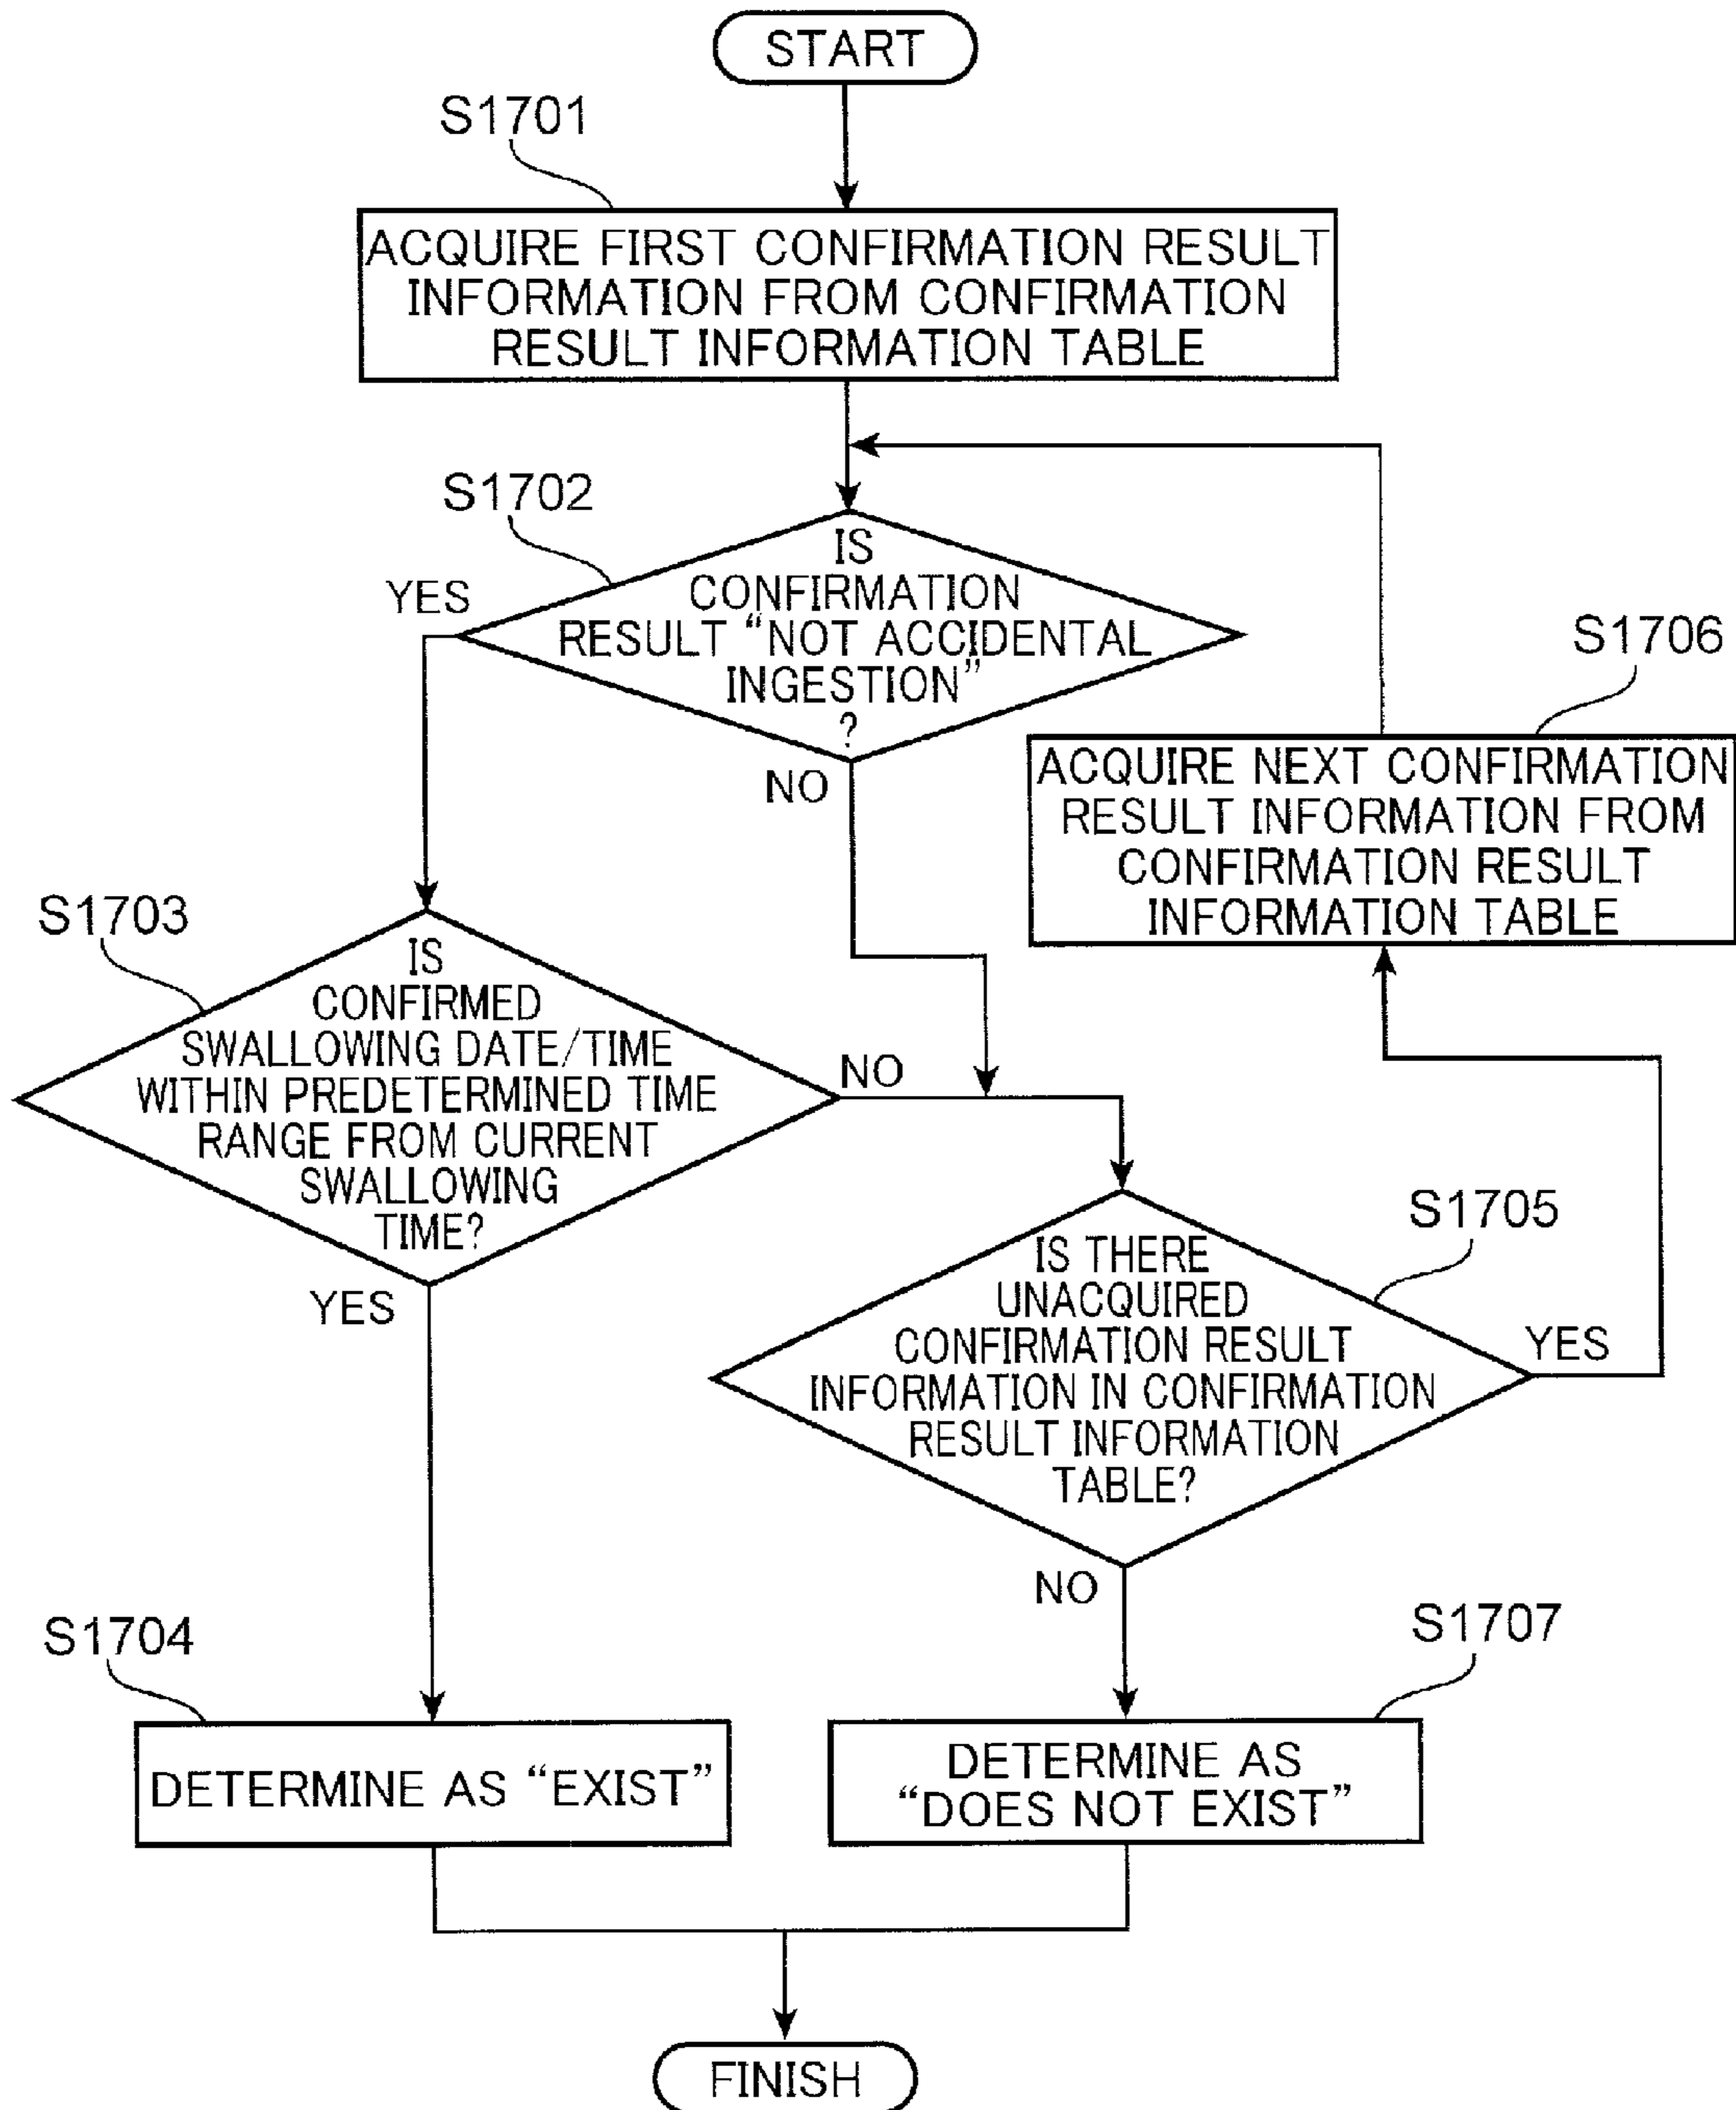 START
S1701
ACQUIRE FIRST CONFIRMATION RESULT
INFORMATION FROM CONFIRMATION
RESULT INFORMATION TABLE
S1702
IS
CONFIRMATION
RESULT “NOT ACCIDENTAL
INGESTION”
?
YES
NO
S1706
ACQUIRE NEXT CONFIRMATION
RESULT INFORMATION FROM
CONFIRMATION RESULT
INFORMATION TABLE
S1703
IS
CONFIRMED
SWALLOWING DATE/TIME
WITHIN PREDETERMINED TIME
RANGE FROM CURRENT
SWALLOWING
TIME?
NO
YES
S1705
IS THERE
UNACQUIRED
CONFIRMATION RESULT
INFORMATION IN CONFIRMATION
RESULT INFORMATION
TABLE?
YES
NO
S1704
DETERMINE AS “EXIST”
S1707
DETERMINE AS
“DOES NOT EXIST”
FINISH